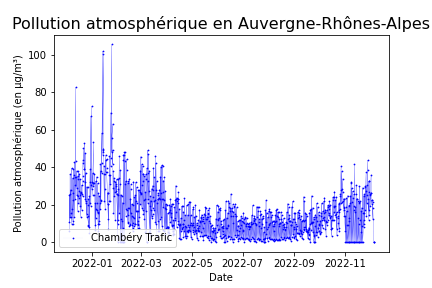 Pollution atmosphérique en Auvergne-Rhônes-Alpes
Pollution atmosphérique (en µg/m³)
100
80
60
40
20
0
Chambéry Trafic
2022-01 2022-03 2022-05 2022-07 2022-09 2022-11
Date